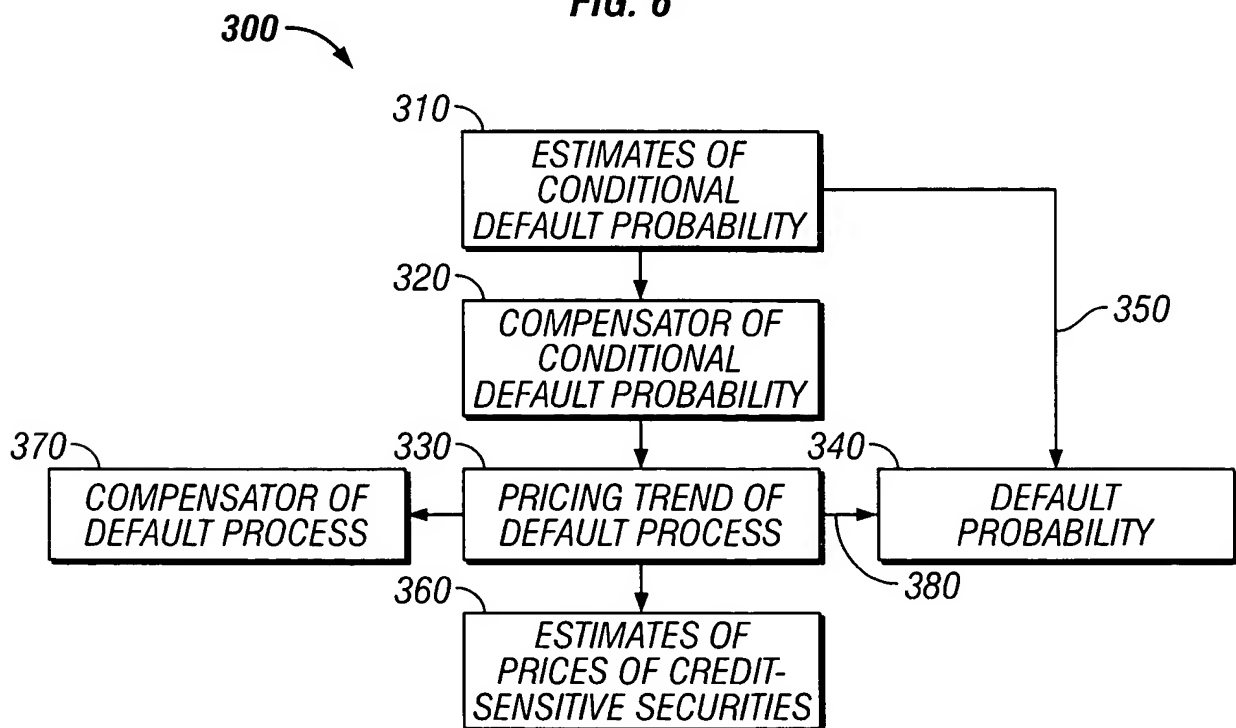 FIG. 6
300
310
ESTIMATES OF
CONDITIONAL
DEFAULT PROBABILITY
320
COMPENSATOR OF
CONDITIONAL
DEFAULT PROBABILITY
350
370
COMPENSATOR OF
DEFAULT PROCESS
330
PRICING TREND OF
DEFAULT PROCESS
340
DEFAULT
PROBABILITY
380
360
ESTIMATES OF
PRICES OF CREDIT-
SENSITIVE SECURITIES